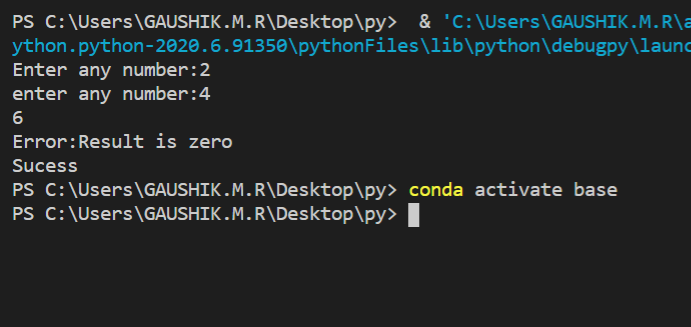 PS C:\Users\GAUSHIK.M.R\Desktop\py>  & 'C:\Users\GAUSHIK.M.R\a
ython.python-2020.6.91350\pythonFiles\lib\python\debugpy\launc
Enter any number:2
enter any number:4
6
Error:Result is zero
Sucess
PS C:\Users\GAUSHIK.M.R\Desktop\py> conda activate base
PS C:\Users\GAUSHIK.M.R\Desktop\py>